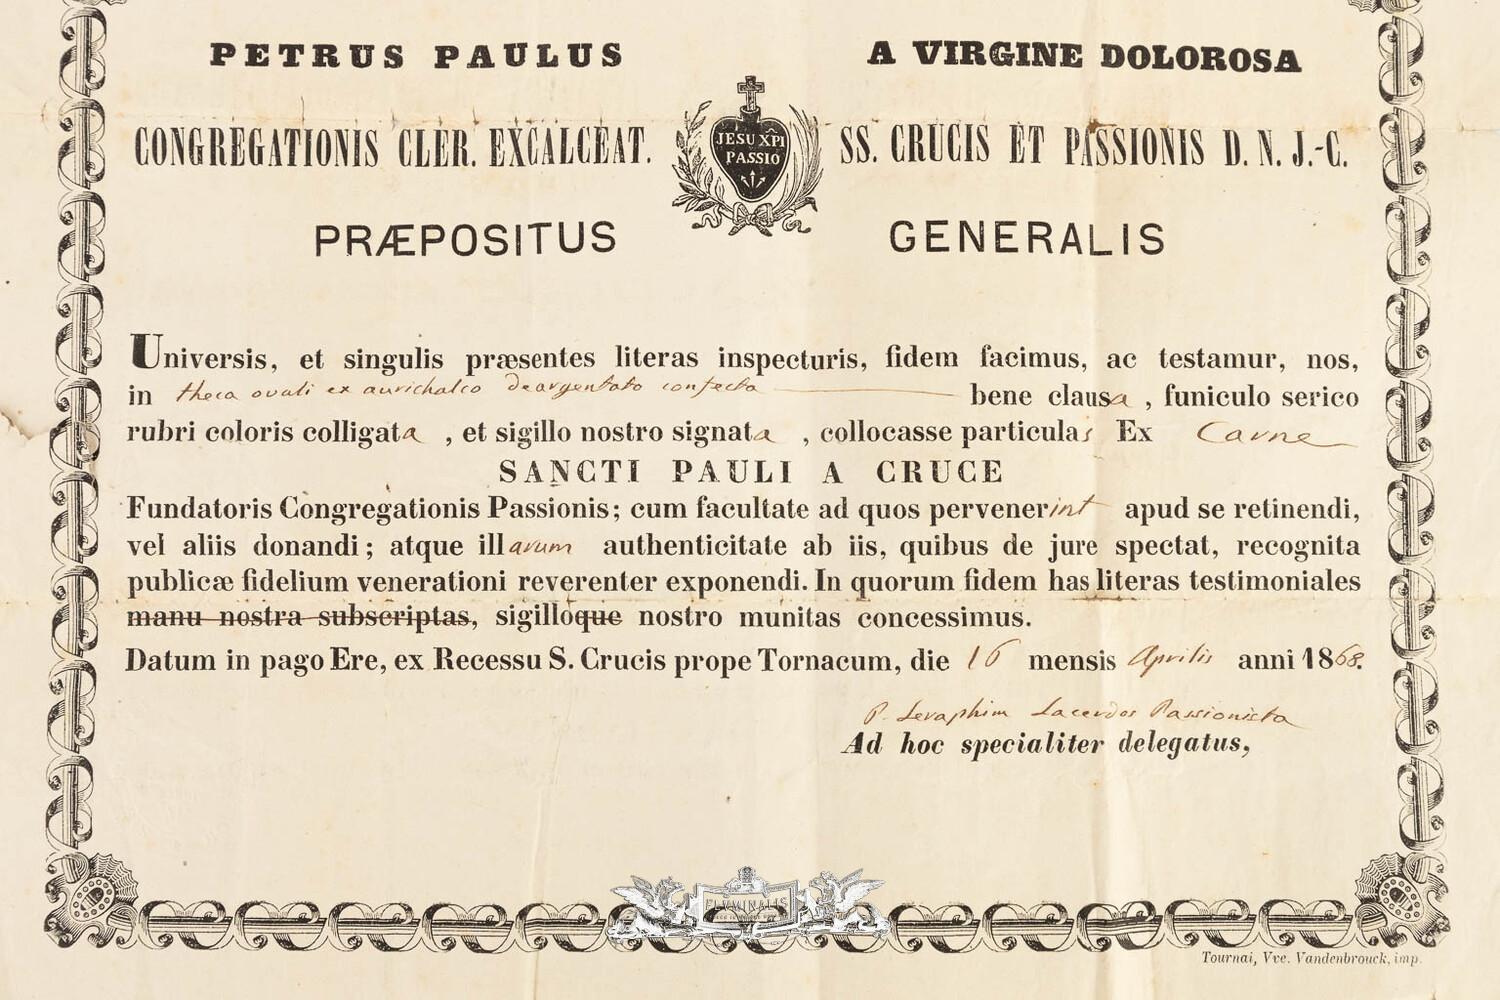 PETRUS PAULUS A VIRGINE DOLOROSA
CONGREGATIONIS CLER. EXCALCEAT. SS. CRUCIS ET PASSIONIS D. N. J.-C.
JESU XPI
PASSIO
PRÆPOSITUS GENERALIS
Universis, et singulis præsentes literas inspecturis, fidem facimus, ac testamur, nos,
in theca ovali ex aurichalco deargentato confecta bene clausa, funiculo serico
rubri coloris colligata, et sigillo nostro signata, collocasse particulas Ex Carne
SANCTI PAULI A CRUCE
Fundatoris Congregationis Passionis; cum facultate ad quos pervenerint apud se retinendi,
vel aliis donandi; atque illarum authenticitate ab iis, quibus de jure spectat, recognita
publicæ fidelium venerationi reverenter exponendi. In quorum fidem has literas testimoniales
manu nostra subscriptas, sigilloque nostro munitas concessimus.
Datum in pago Ere, ex Recessu S. Crucis prope Tornacum, die 16 mensis Aprilis anni 1868.
P. Seraphim Sacerdos Passionista
Ad hoc specialiter delegatus,
FLUMINALIS
Tournai, Vve. Vandenbrouck, imp.